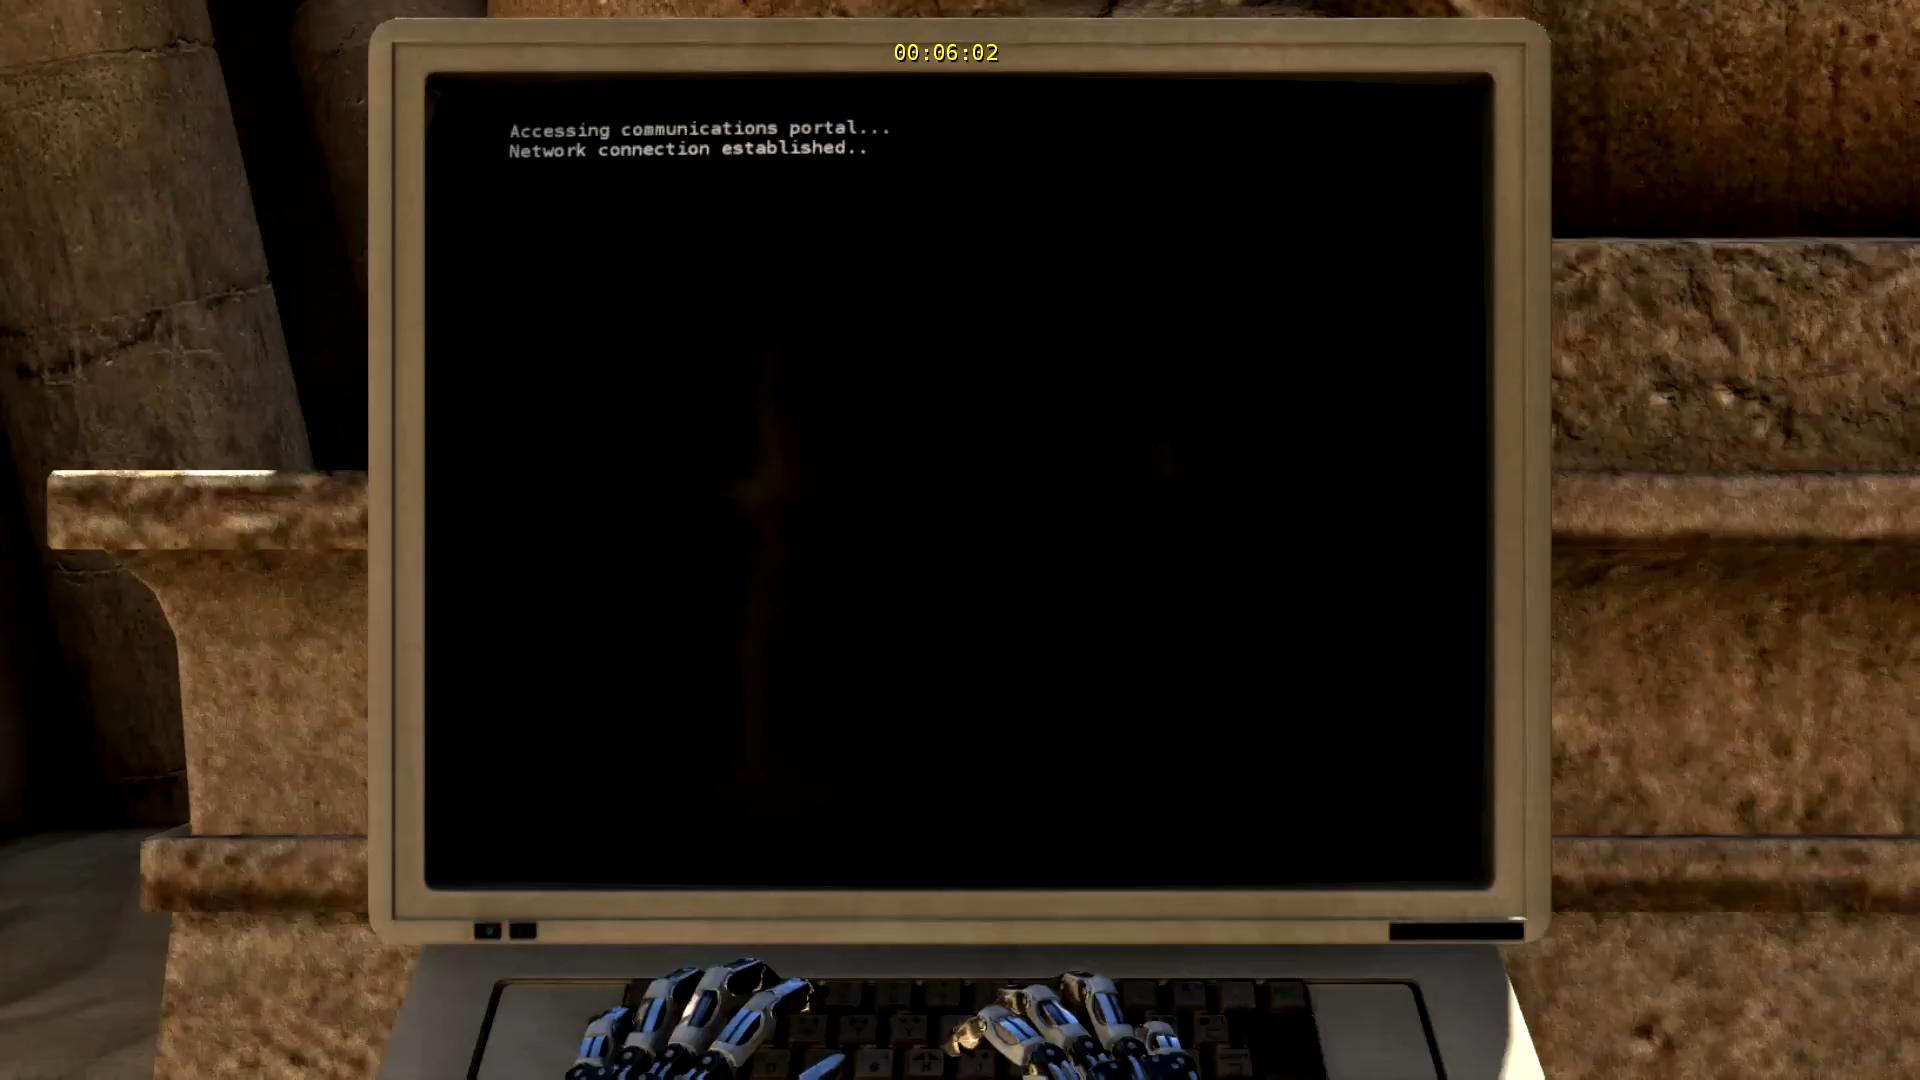 00:06:02
Accessing communications portal...
Network connection established..